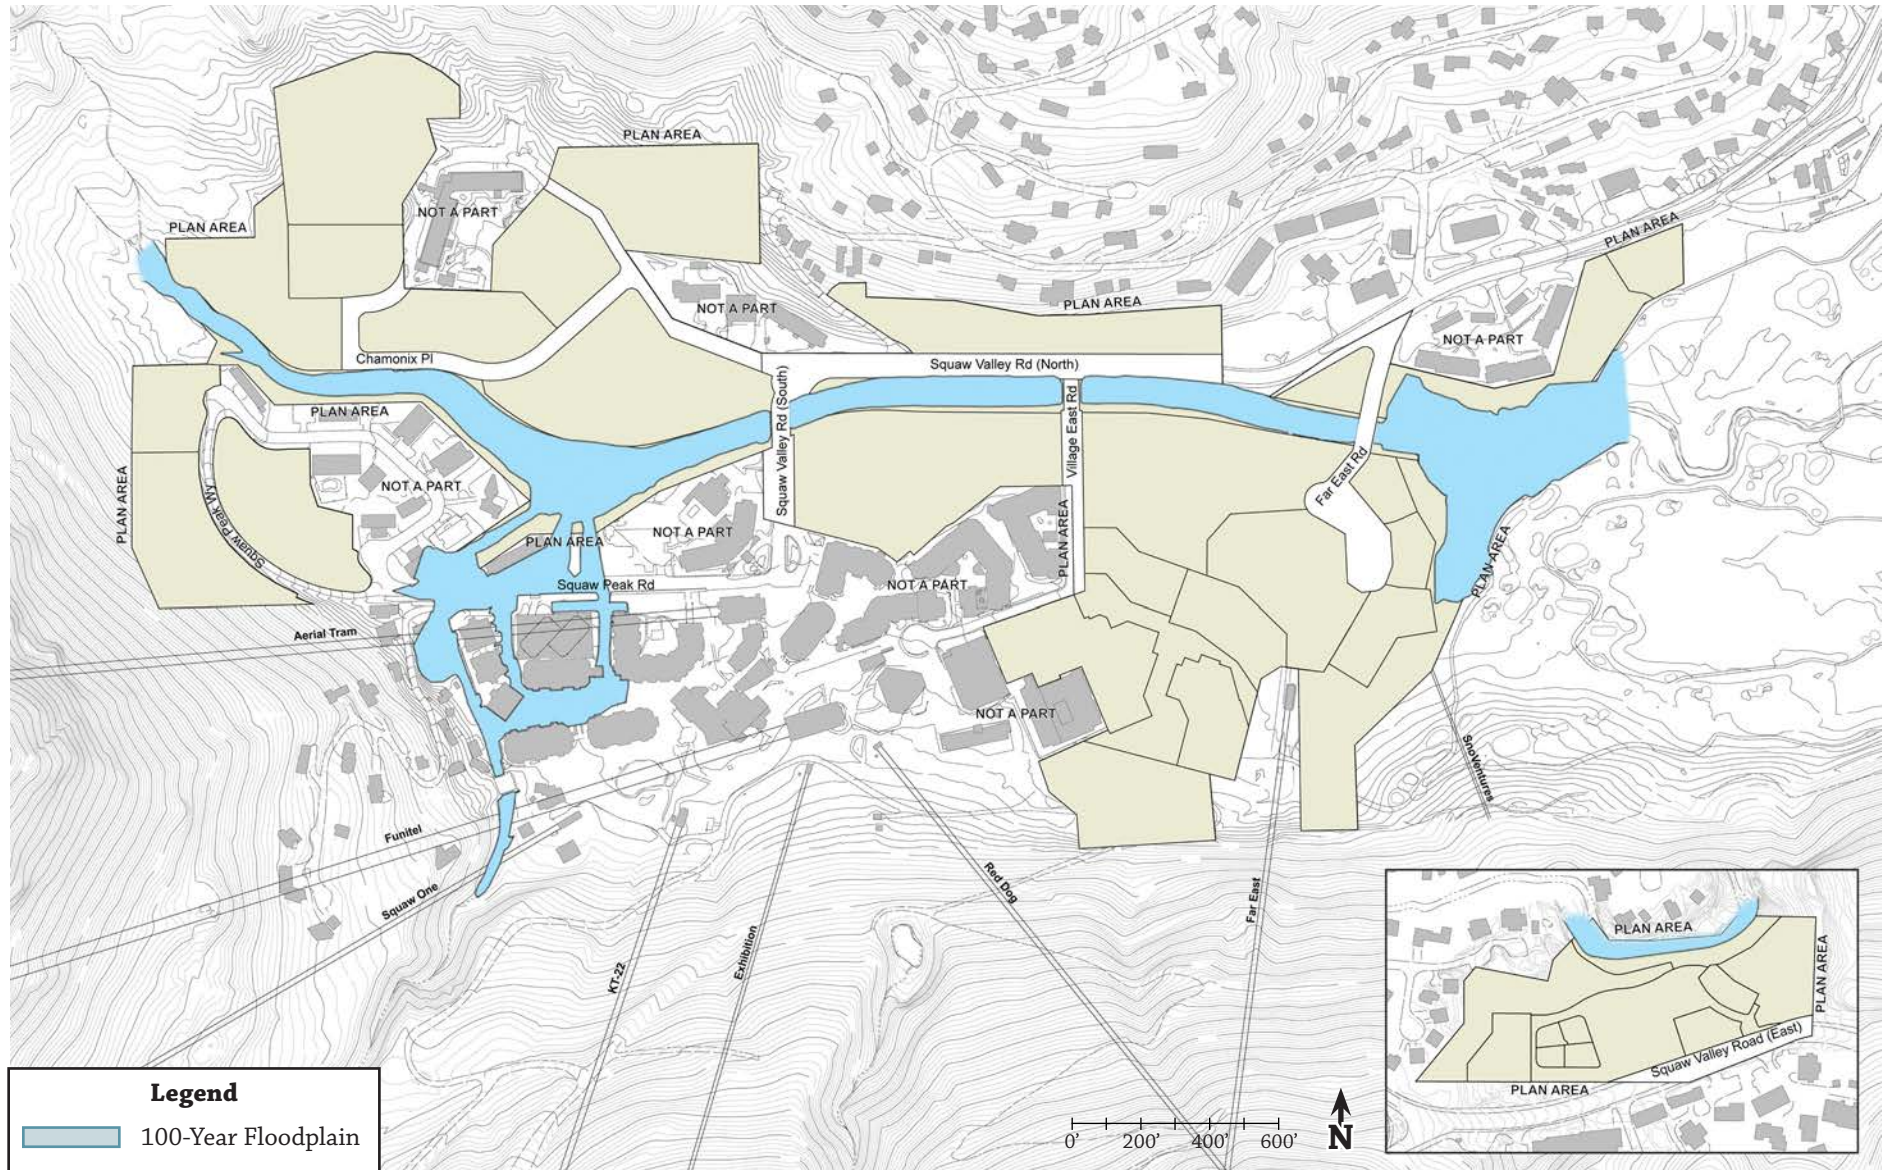 PLAN AREA
PLAN AREA
NOT A PART
PLAN AREA
PLAN AREA
NOT A PART
NOT A PART
PLAN AREA
Chamonix Pl
Squaw Valley Rd (North)
Squaw Valley Rd (South)
Village East Rd
Far East Rd
PLAN AREA
NOT A PART
PLAN AREA
Squaw Peak Wy
PLAN AREA
NOT A PART
PLAN AREA
PLAN AREA
Squaw Peak Rd
NOT A PART
PLAN AREA
Aerial Tram
NOT A PART
SnoVentures
Funitel
Squaw One
KT-22
Exhibition
Red Dog
Far East
PLAN AREA
PLAN AREA
Squaw Valley Road (East)
PLAN AREA
Legend
100-Year Floodplain
0' 200' 400' 600'
N